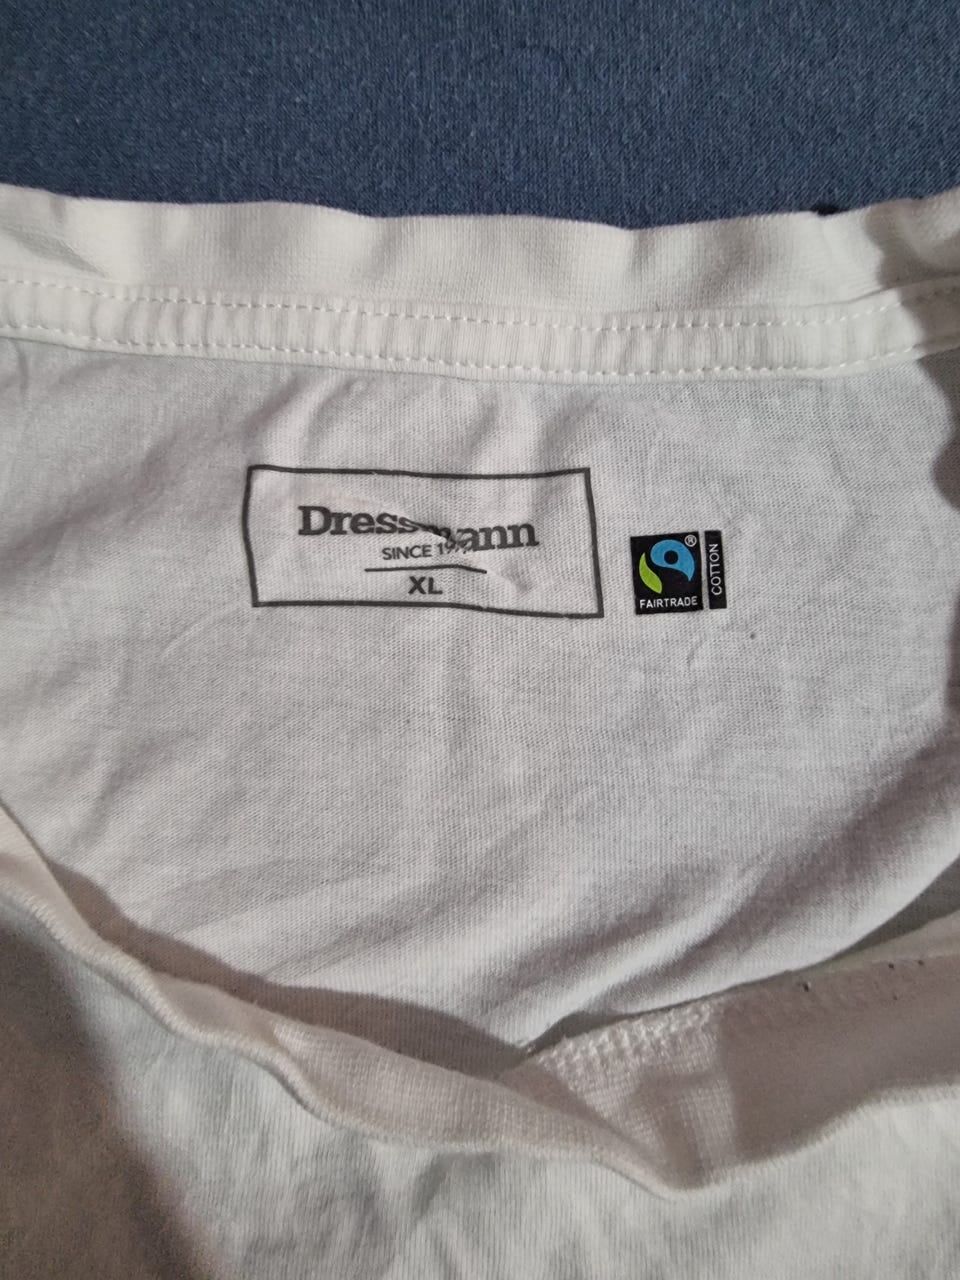 Dressmann
SINCE
XL
®
FAIRTRADE
COTTON